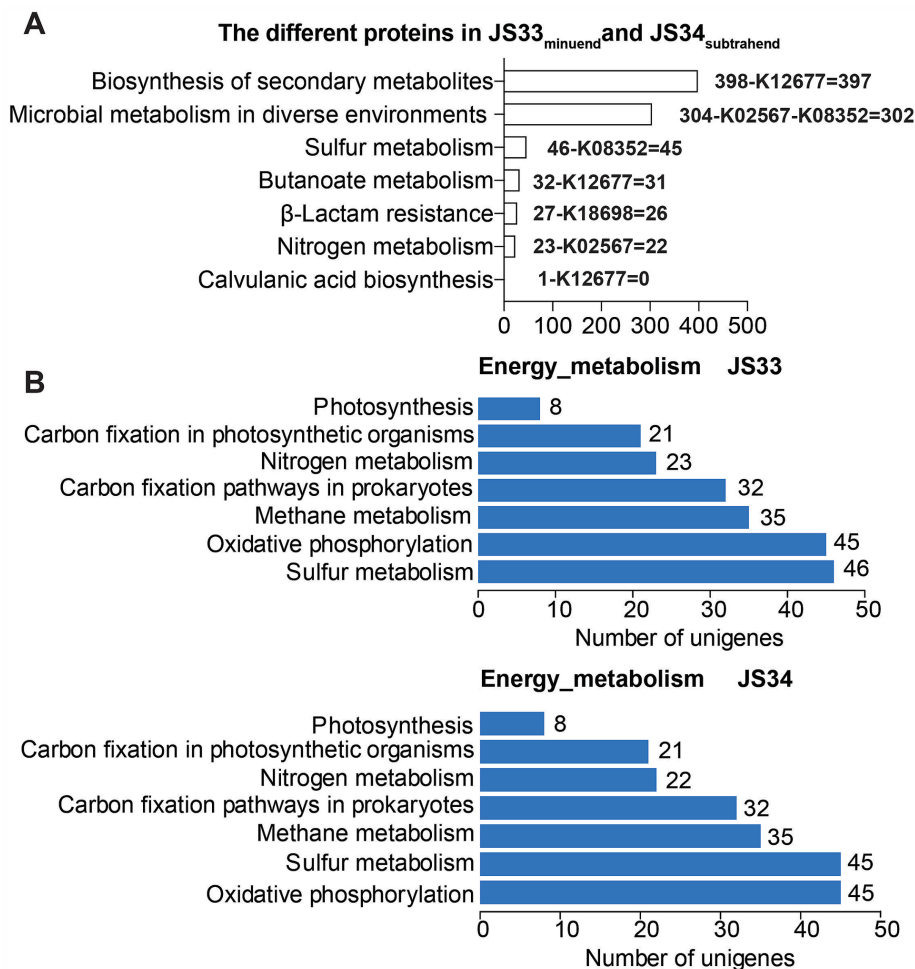 A
The different proteins in JS33minuend and JS34subtrahend
Biosynthesis of secondary metabolites 398-K12677=397
Microbial metabolism in diverse environments 304-K02567-K08352=302
Sulfur metabolism 46-K08352=45
Butanoate metabolism 32-K12677=31
β-Lactam resistance 27-K18698=26
Nitrogen metabolism 23-K02567=22
Calvulanic acid biosynthesis 1-K12677=0
0 100 200 300 400 500
B
Energy_metabolism JS33
Photosynthesis 8
Carbon fixation in photosynthetic organisms 21
Nitrogen metabolism 23
Carbon fixation pathways in prokaryotes 32
Methane metabolism 35
Oxidative phosphorylation 45
Sulfur metabolism 46
0 10 20 30 40 50
Number of unigenes
Energy_metabolism JS34
Photosynthesis 8
Carbon fixation in photosynthetic organisms 21
Nitrogen metabolism 22
Carbon fixation pathways in prokaryotes 32
Methane metabolism 35
Sulfur metabolism 45
Oxidative phosphorylation 45
0 10 20 30 40 50
Number of unigenes